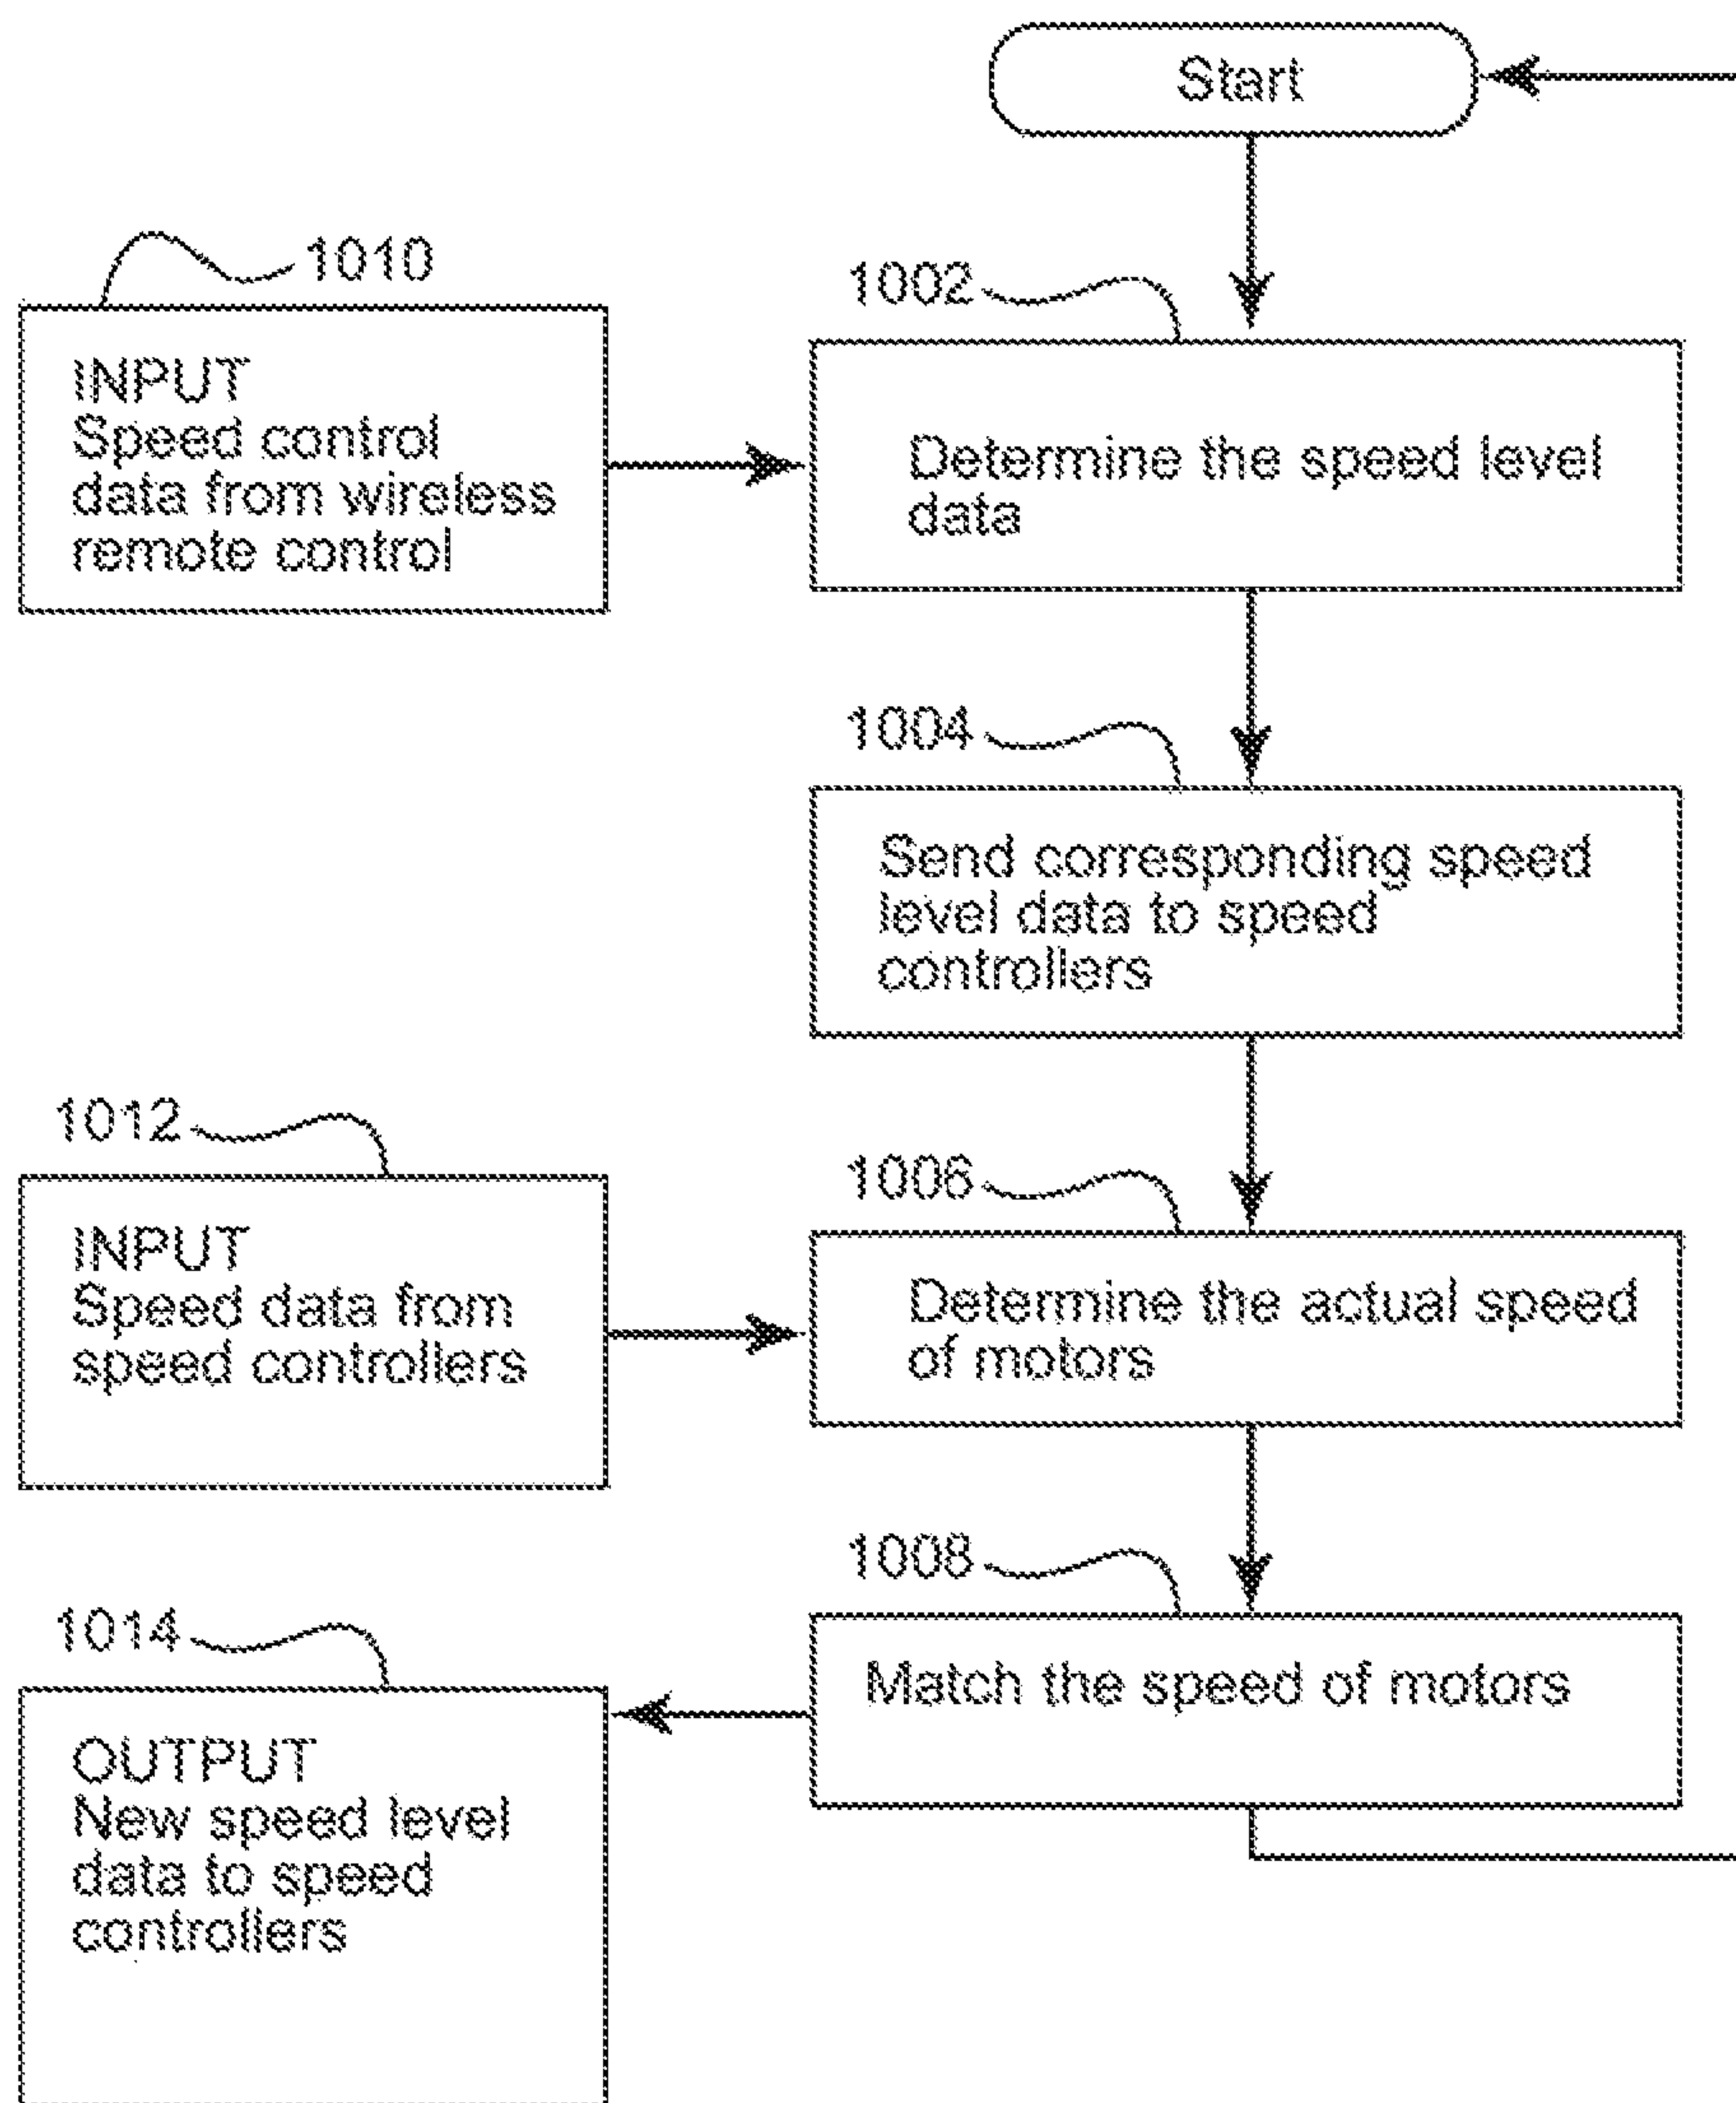 Start
1010
INPUT
Speed control
data from wireless
remote control
1002
Determine the speed level
data
1004
Send corresponding speed
level data to speed
controllers
1012
INPUT
Speed data from
speed controllers
1006
Determine the actual speed
of motors
1008
Match the speed of motors
1014
OUTPUT
New speed level
data to speed
controllers